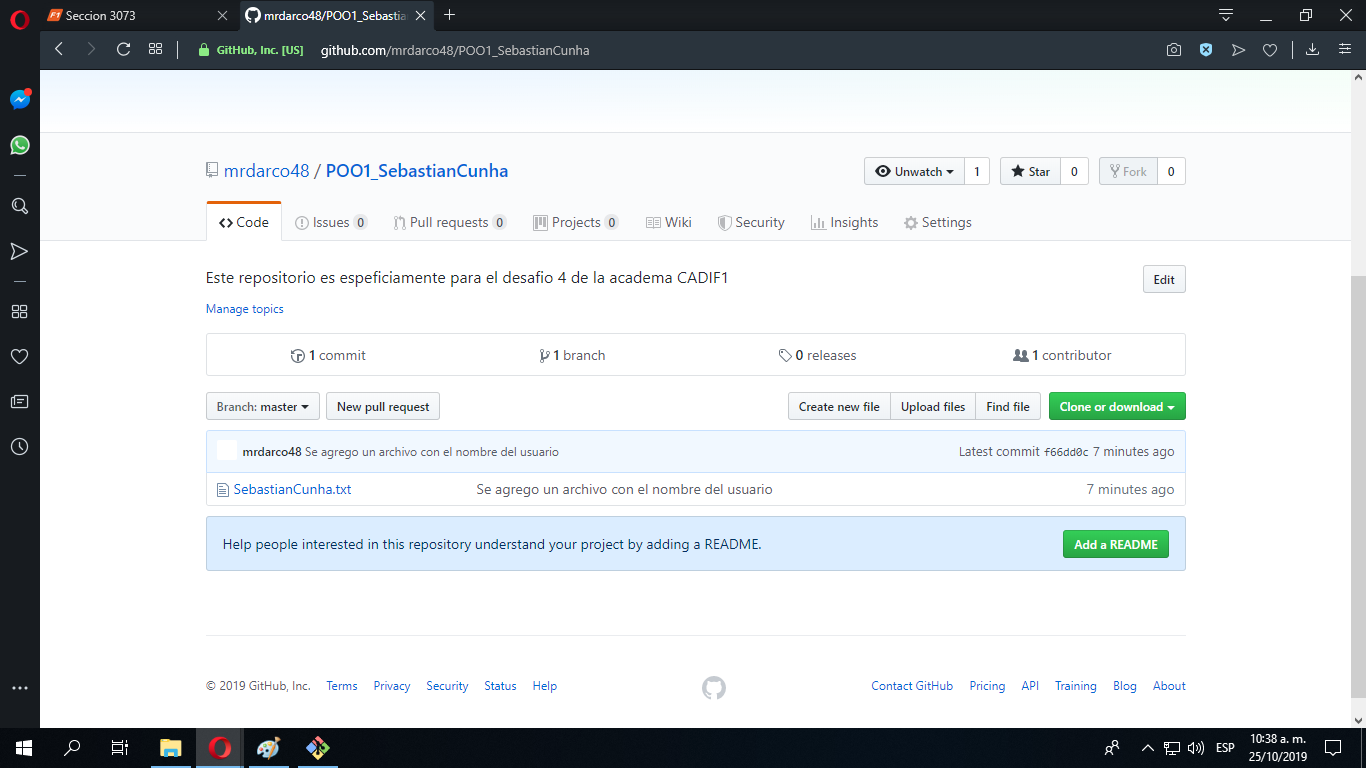 Seccion 3073
mrdarco48/POO1_Sebastia
GitHub, Inc. [US] github.com/mrdarco48/POO1_SebastianCunha
mrdarco48 / POO1_SebastianCunha
Unwatch 1 Star 0 Fork 0
Code Issues 0 Pull requests 0 Projects 0 Wiki Security Insights Settings
Este repositorio es espeficiamente para el desafio 4 de la academa CADIF1 Edit
Manage topics
1 commit 1 branch 0 releases 1 contributor
Branch: master New pull request Create new file Upload files Find file Clone or download
mrdarco48 Se agrego un archivo con el nombre del usuario Latest commit f66dd0c 7 minutes ago
SebastianCunha.txt Se agrego un archivo con el nombre del usuario 7 minutes ago
Help people interested in this repository understand your project by adding a README. Add a README
© 2019 GitHub, Inc. Terms Privacy Security Status Help Contact GitHub Pricing API Training Blog About
ESP 10:38 a. m.
25/10/2019